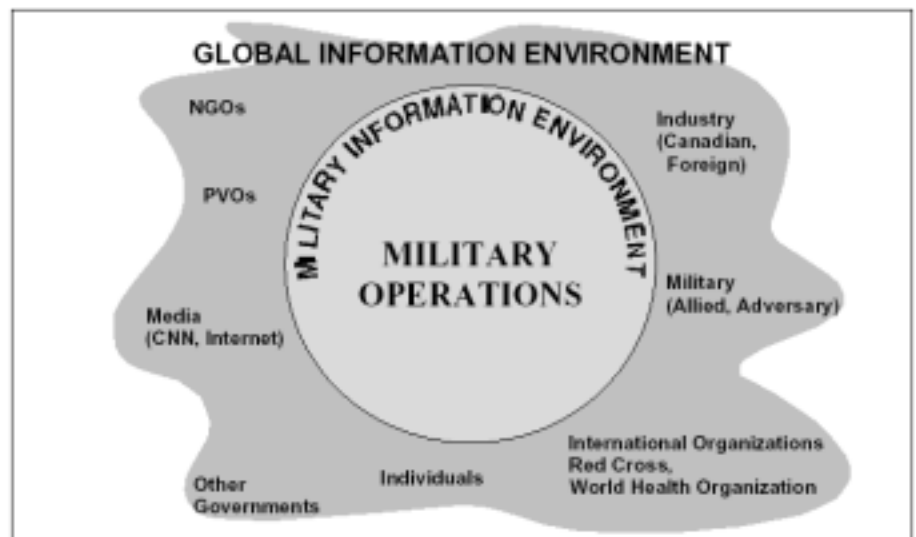 GLOBAL INFORMATION ENVIRONMENT
NGOs
PVOs
Media
(CNN, Internet)
Other
Governments
MILITARY INFORMATION ENVIRONMENT
MILITARY
OPERATIONS
Individuals
Industry
(Canadian,
Foreign)
Military
(Allied, Adversary)
International Organizations
Red Cross,
World Health Organization